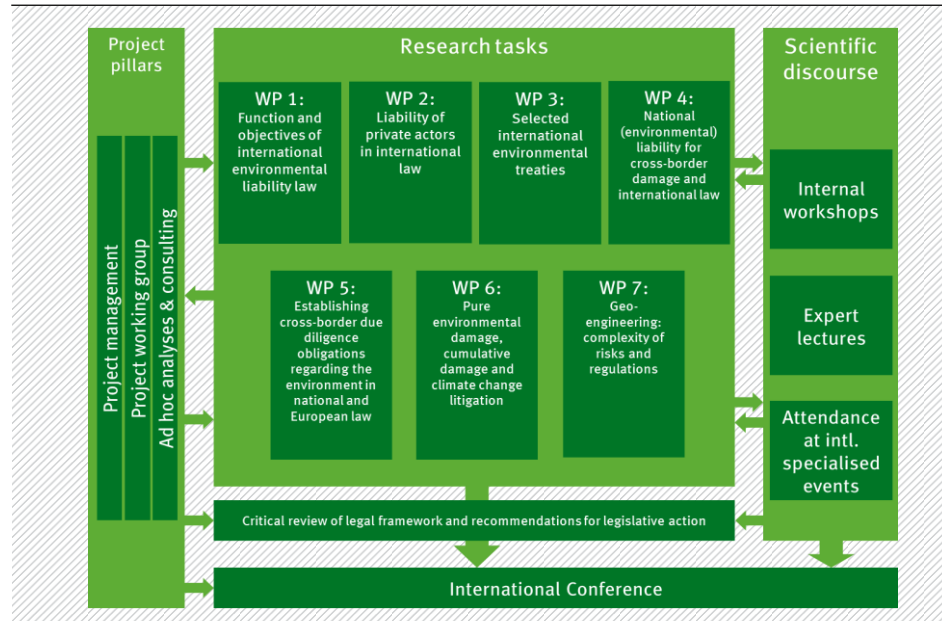 Project
pillars
Project management
Project working group
Ad hoc analyses & consulting
Research tasks
WP 1:
Function and
objectives of
international
environmental
liability law
WP 2:
Liability of
private actors
in international
law
WP 3:
Selected
international
environmental
treaties
WP 4:
National
(environmental)
liability for
cross-border
damage and
international law
WP 5:
Establishing
cross-border due
diligence
obligations
regarding the
environment in
national and
European law
WP 6:
Pure
environmental
damage,
cumulative
damage and
climate change
litigation
WP 7:
Geo-
engineering:
complexity of
risks and
regulations
Scientific
discourse
Internal
workshops
Expert
lectures
Attendance
at intl.
specialised
events
Critical review of legal framework and recommendations for legislative action
International Conference